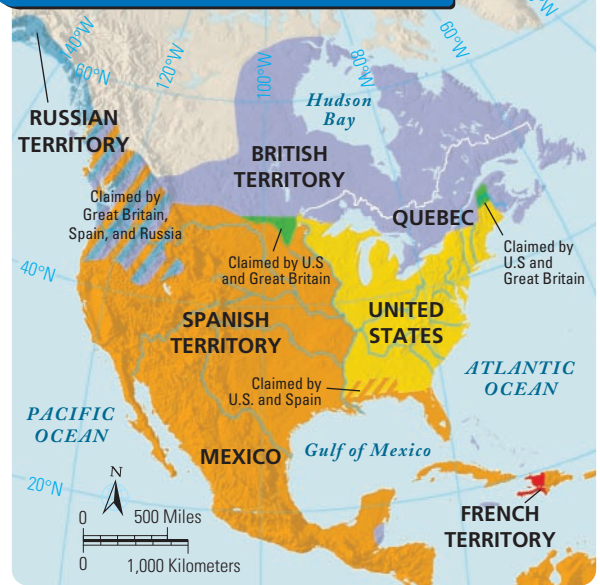 40°W
60°N
120°W
100°W
80°W
60°W
°W
RUSSIAN
TERRITORY
Hudson
Bay
BRITISH
TERRITORY
Claimed by
Great Britain,
Spain, and Russia
QUEBEC
Claimed by U.S
and Great Britain
Claimed by
U.S and
Great Britain
40°N
SPANISH
TERRITORY
UNITED
STATES
ATLANTIC
OCEAN
Claimed by
U.S. and Spain
PACIFIC
OCEAN
MEXICO
Gulf of Mexico
20°N
N
0 500 Miles
0 1,000 Kilometers
FRENCH
TERRITORY